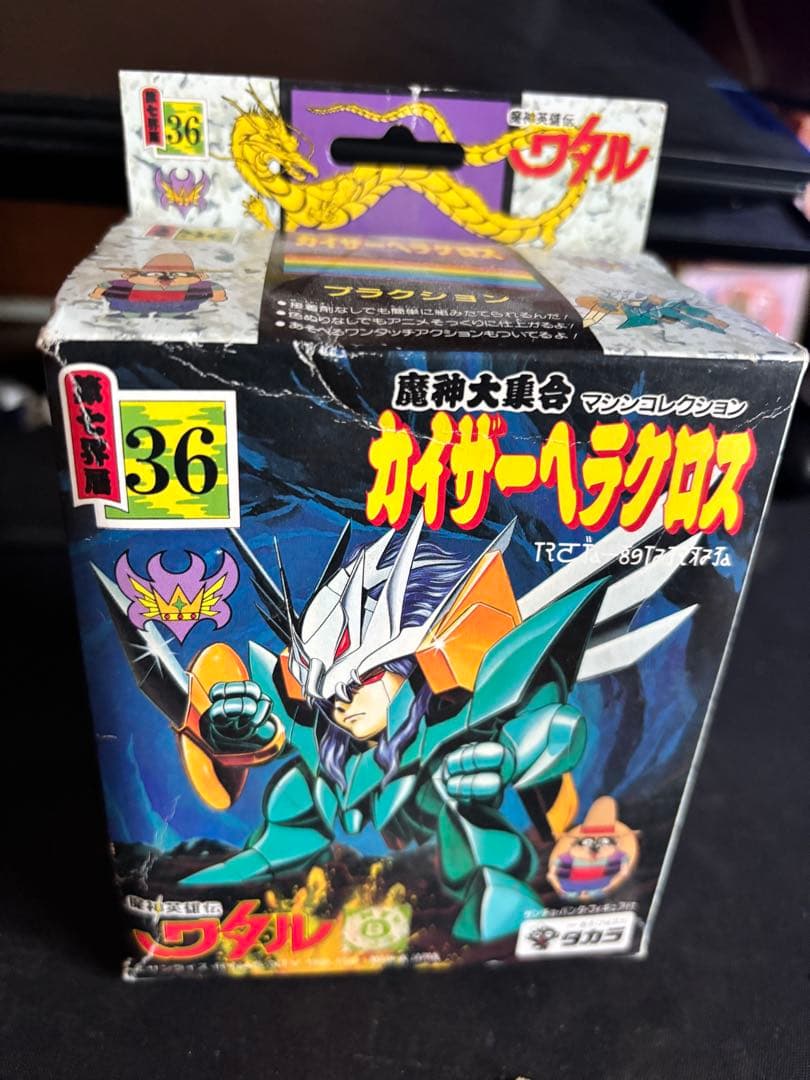 第七界層
36
魔神英雄伝
ワタル
カイザーヘラクロス
プラクション
●接着剤なしでも簡単に組みたてられるんだ!
●色ぬりなしでもアニメそっくりに仕上がるよ!
●あそべるワンタッチアクションもついてるよ!
第七界層
36
魔神大集合 マシンコレクション
カイザーヘラクロス
魔神英雄伝
ワタル
タカラ